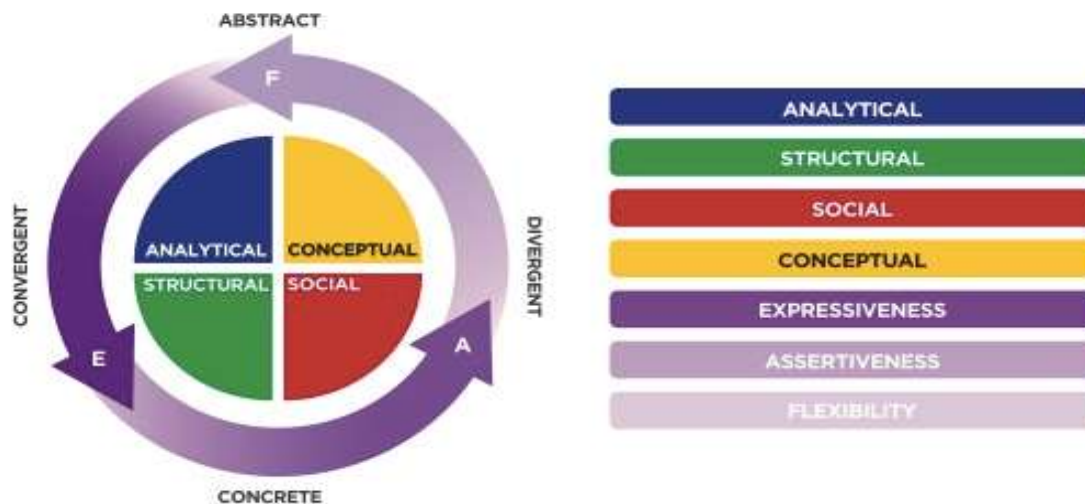 ABSTRACT
F
CONVERGENT
DIVERGENT
ANALYTICAL
CONCEPTUAL
STRUCTURAL
SOCIAL
E
A
CONCRETE
ANALYTICAL
STRUCTURAL
SOCIAL
CONCEPTUAL
EXPRESSIVENESS
ASSERTIVENESS
FLEXIBILITY